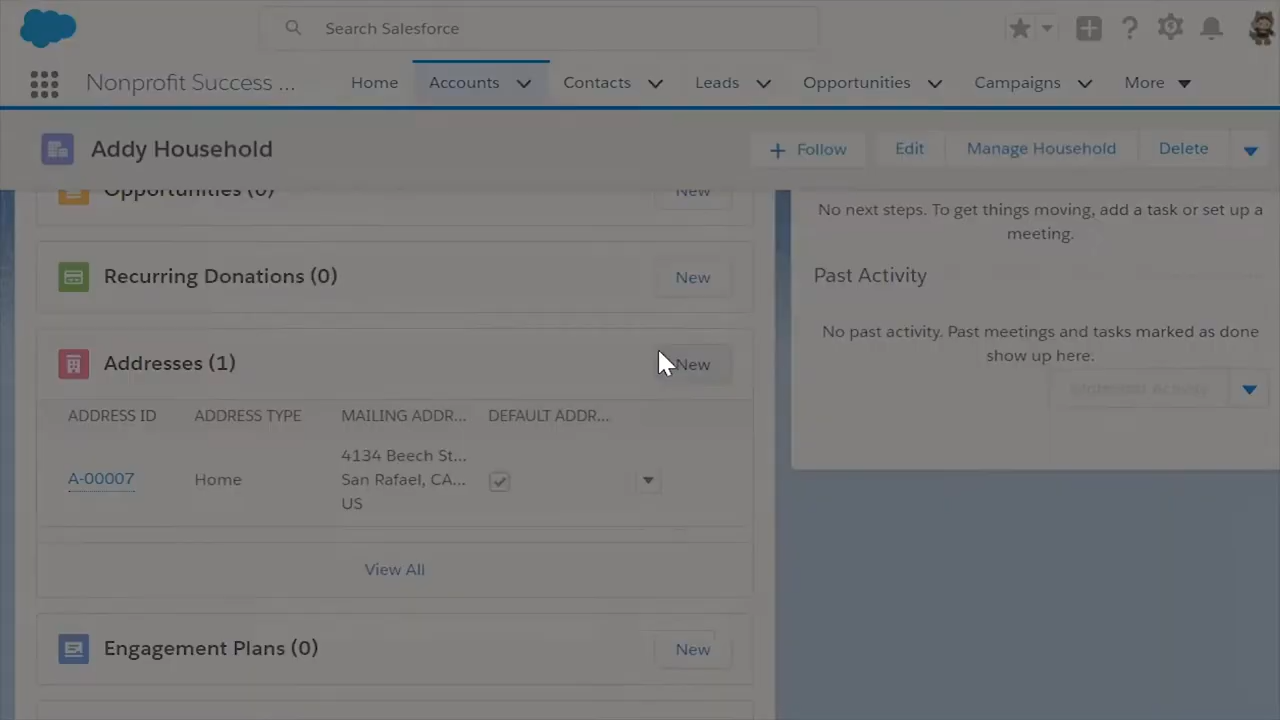 Search Salesforce
Nonprofit Success ...
Home
Accounts
Contacts
Leads
Opportunities
Campaigns
More
Addy Household
Follow
Edit
Manage Household
Delete
Opportunities (0)
New
Recurring Donations (0)
New
Addresses (1)
New
ADDRESS ID
ADDRESS TYPE
MAILING ADDR...
DEFAULT ADDR...
A-00007
Home
4134 Beech St...
San Rafael, CA...
US
View All
Engagement Plans (0)
New
No next steps. To get things moving, add a task or set up a
meeting.
Past Activity
No past activity. Past meetings and tasks marked as done
show up here.